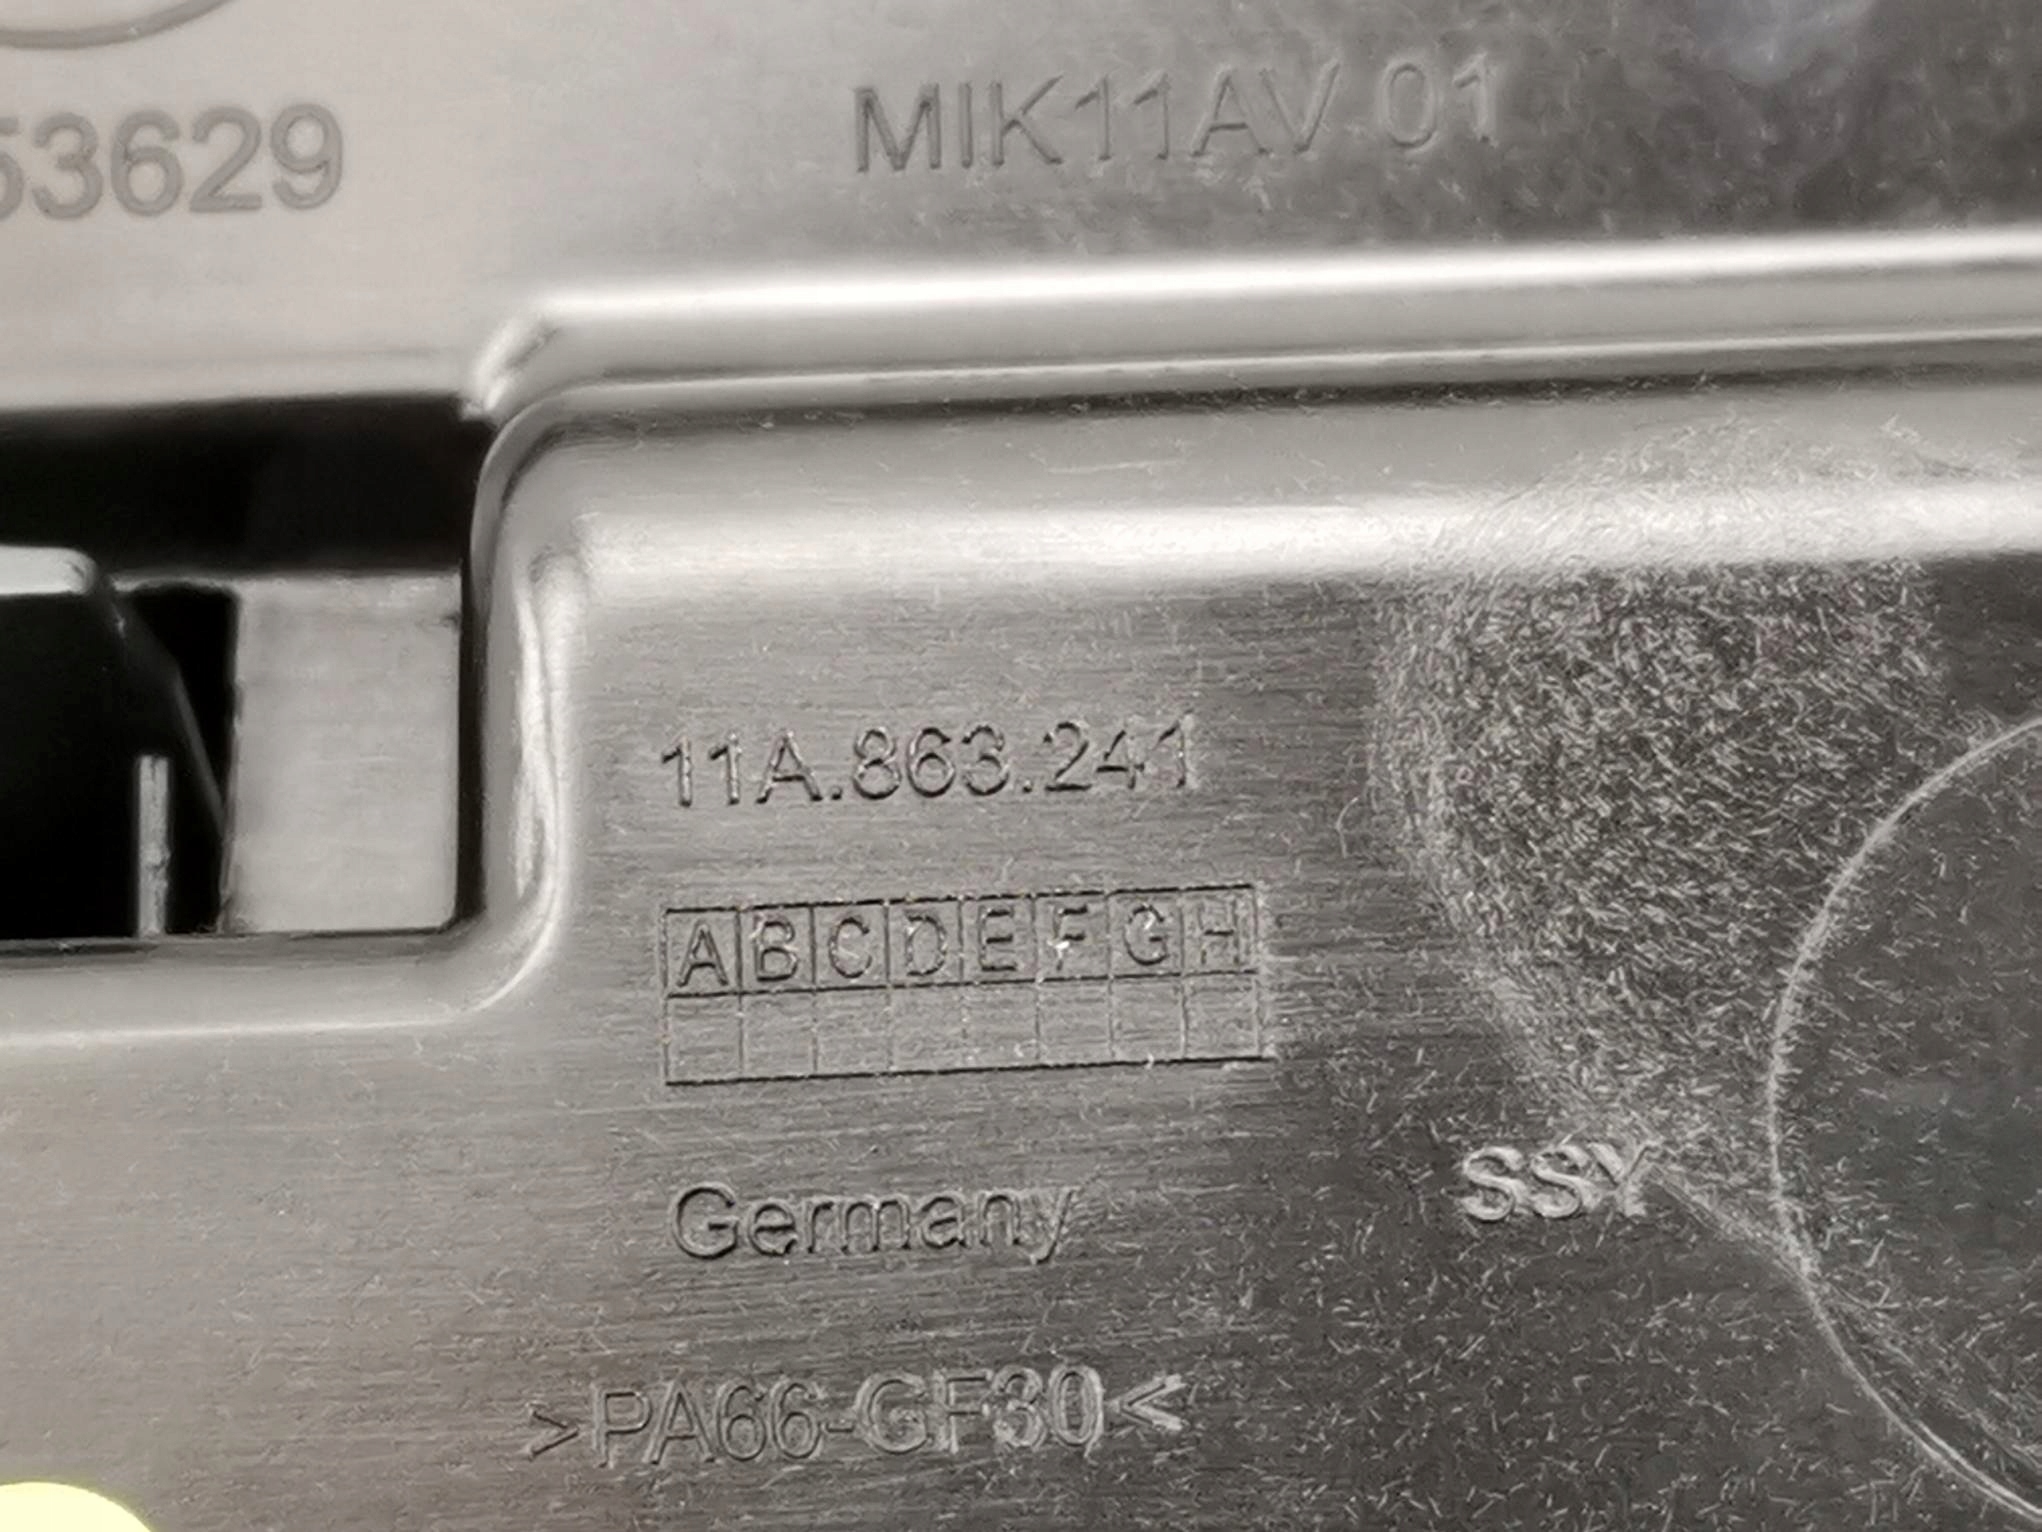 53629
MIK11AV 01
11A.863.241
A B C D E F G H
Germany
SSY
>PA66-GF30<